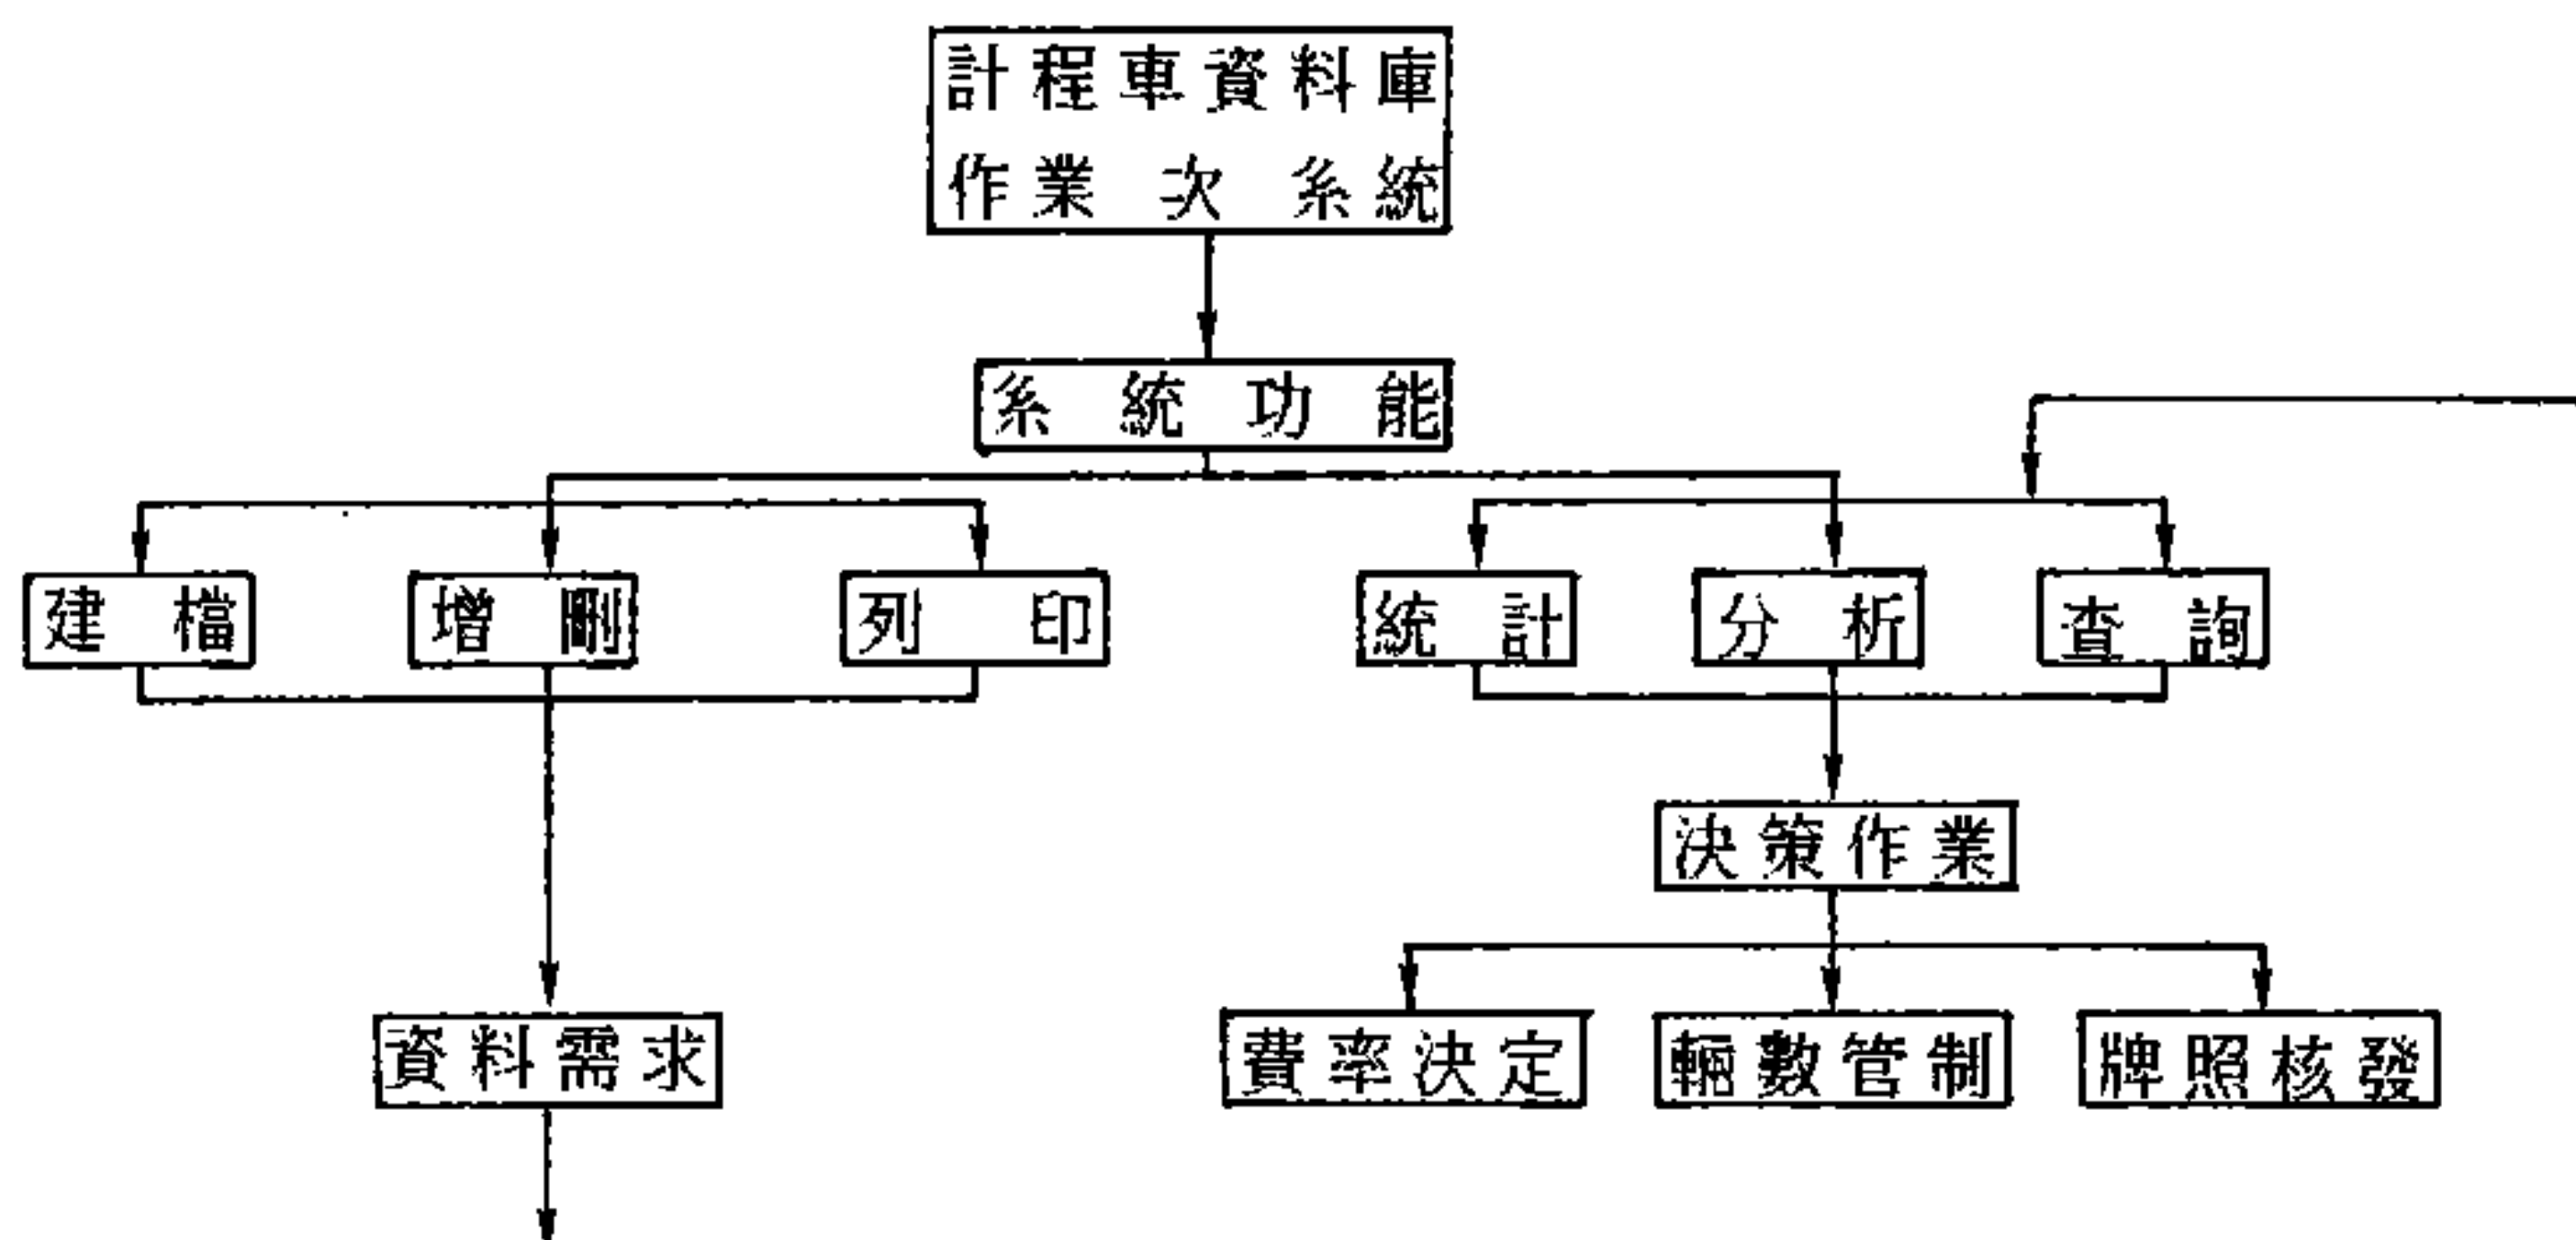 計程車資料庫
作業次系統
系統功能
建檔
增刪
列印
統計
分析
查詢
決策作業
資料需求
費率決定
輛數管制
牌照核發